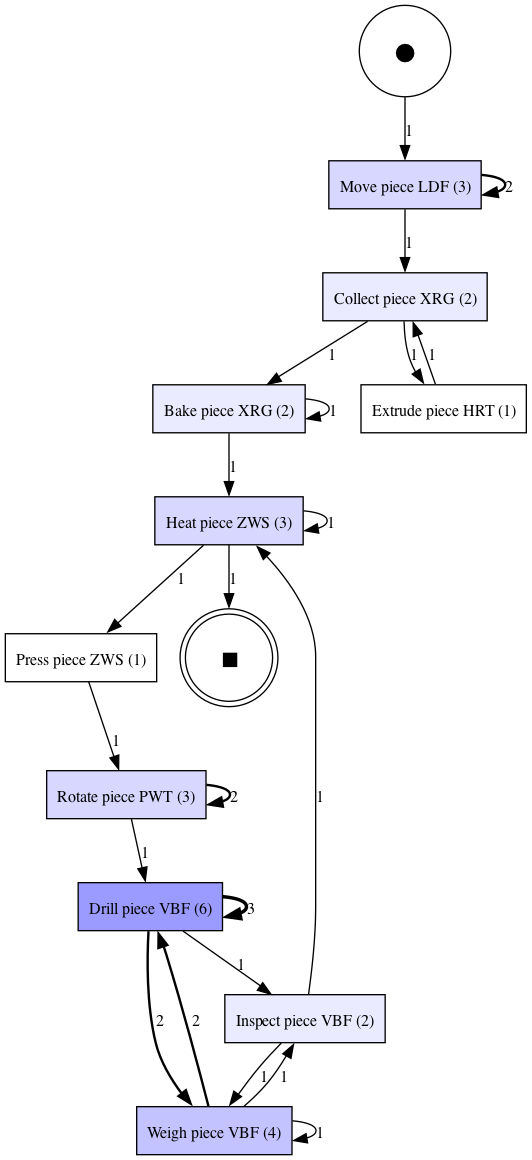 1
Move piece LDF (3)
2
1
Collect piece XRG (2)
1
1
1
Bake piece XRG (2)
1
Extrude piece HRT (1)
1
Heat piece ZWS (3)
1
1
1
Press piece ZWS (1)
1
Rotate piece PWT (3)
2
1
1
Drill piece VBF (6)
3
1
Inspect piece VBF (2)
2
2
1
1
Weigh piece VBF (4)
1